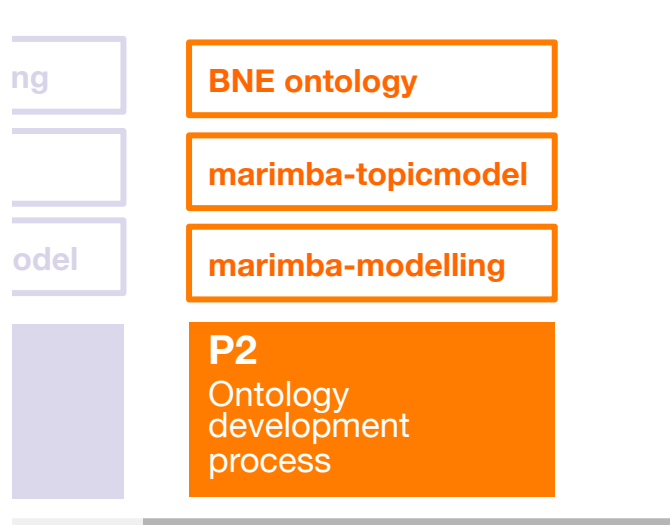 ng
BNE ontology
marimba-topicmodel
odel
marimba-modelling
P2
Ontology
development
process